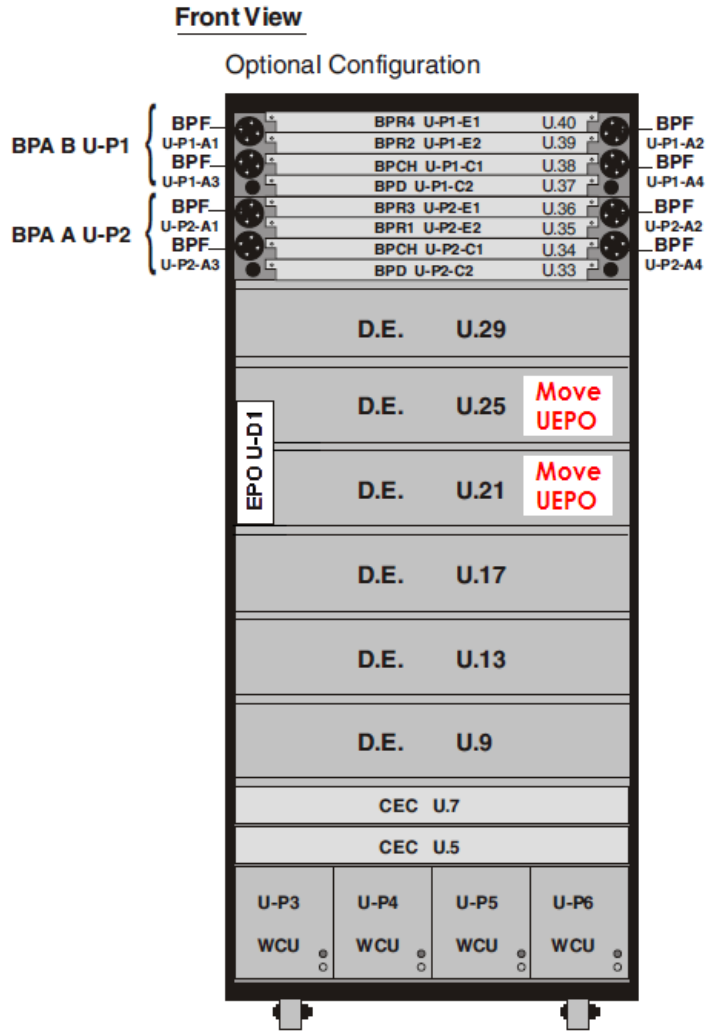 Front View
Optional Configuration
BPA B U-P1
BPF
U-P1-A1
BPF
U-P1-A3
BPA A U-P2
BPF
U-P2-A1
BPF
U-P2-A3
BPR4 U-P1-E1 U.40
BPR2 U-P1-E2 U.39
BPCH U-P1-C1 U.38
BPD U-P1-C2 U.37
BPR3 U-P2-E1 U.36
BPR1 U-P2-E2 U.35
BPCH U-P2-C1 U.34
BPD U-P2-C2 U.33
BPF
U-P1-A2
BPF
U-P1-A4
BPF
U-P2-A2
BPF
U-P2-A4
D.E. U.29
D.E. U.25
Move
UEPO
EPO U-D1
D.E. U.21
Move
UEPO
D.E. U.17
D.E. U.13
D.E. U.9
CEC U.7
CEC U.5
U-P3 U-P4 U-P5 U-P6
WCU WCU WCU WCU